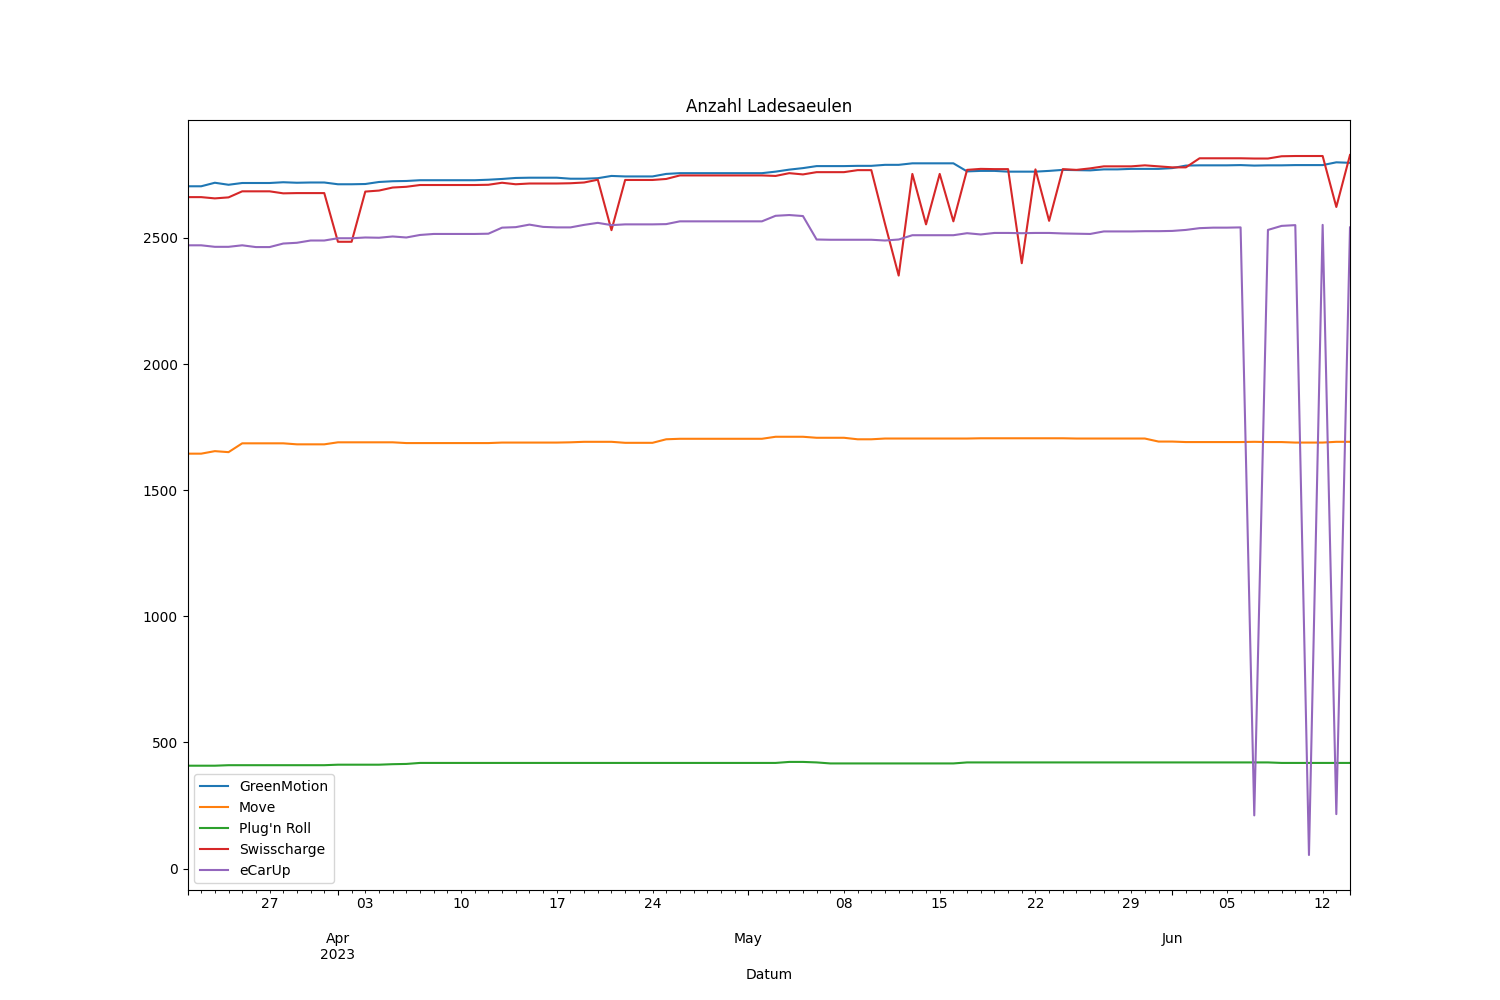 Anzahl Ladesaeulen
2500
2000
1500
1000
500
0
GreenMotion
Move
Plug'n Roll
Swisscharge
eCarUp
27 03 10 17 24 08 15 22 29 05 12
Apr May Jun
2023
Datum